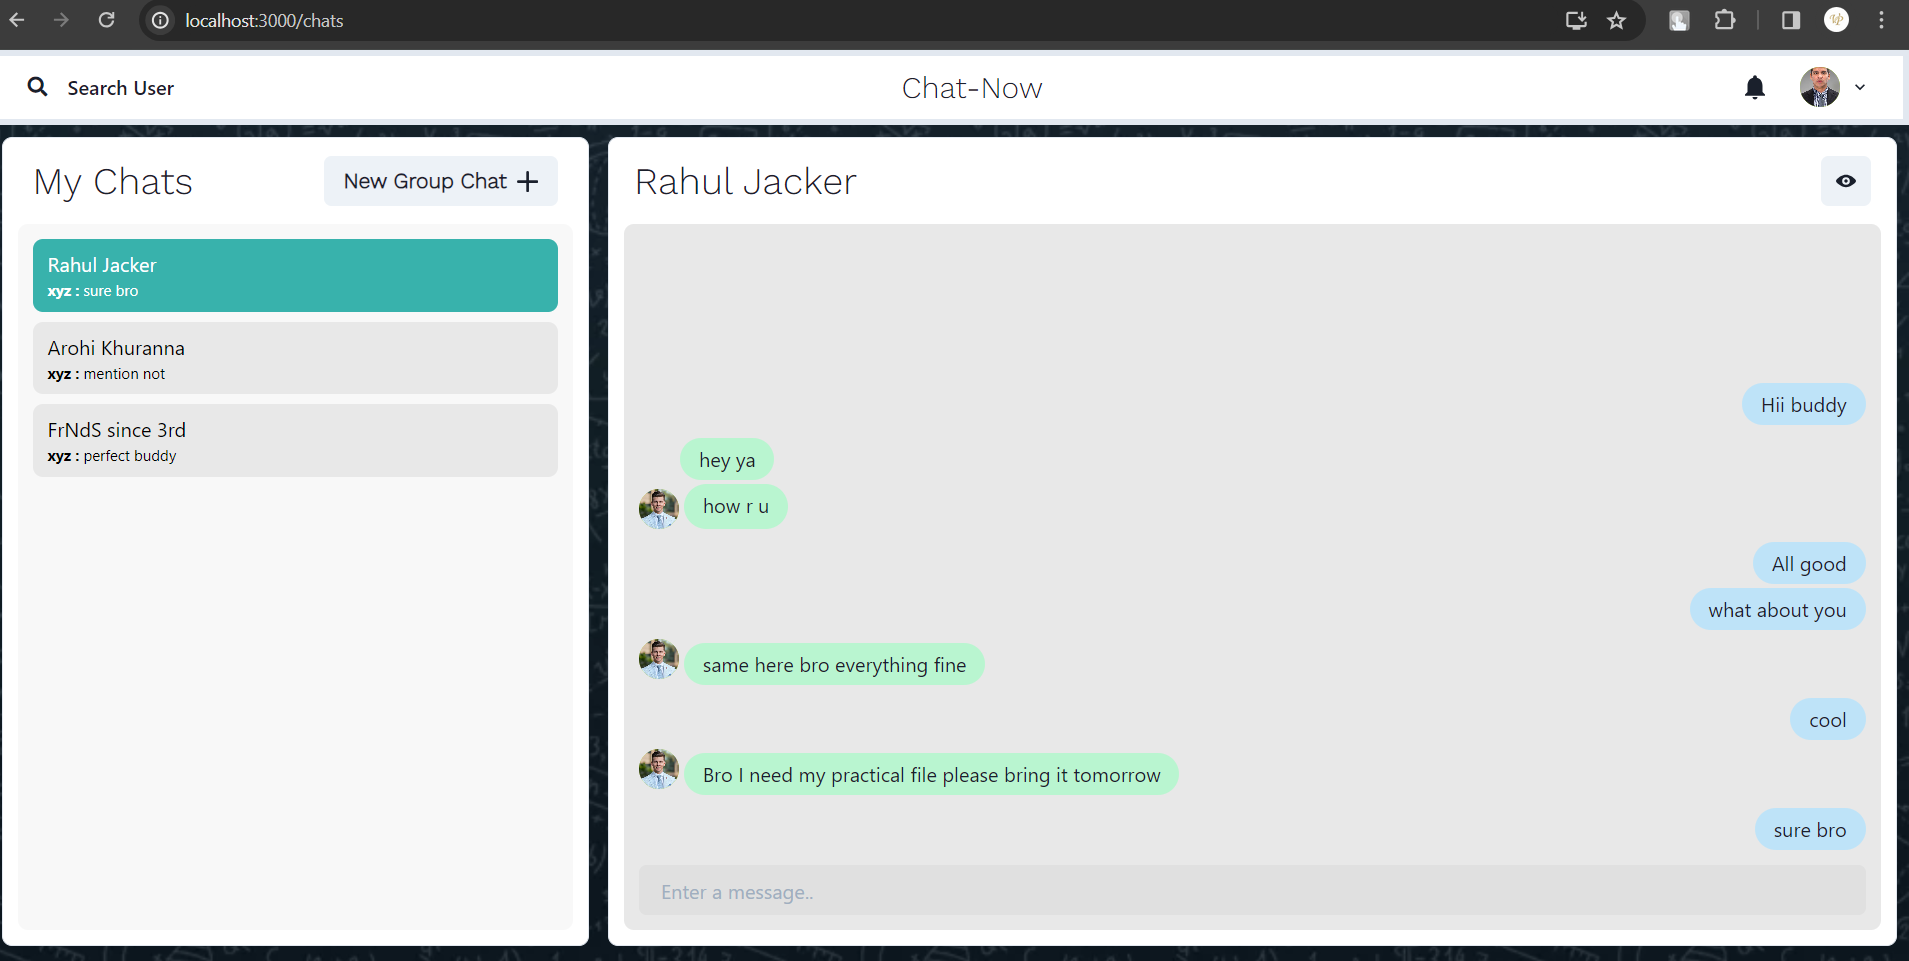 localhost:3000/chats
Search User
Chat-Now
My Chats
New Group Chat
Rahul Jacker
xyz : sure bro
Arohi Khuranna
xyz : mention not
FrNdS since 3rd
xyz : perfect buddy
Rahul Jacker
Hii buddy
hey ya
how r u
All good
what about you
same here bro everything fine
cool
Bro I need my practical file please bring it tomorrow
sure bro
Enter a message..